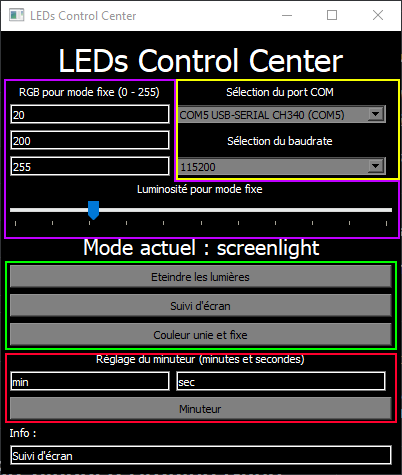 LEDs Control Center
LEDs Control Center
RGB pour mode fixe (0 - 255)
20
200
255
Sélection du port COM
COM5 USB-SERIAL CH340 (COM5)
Sélection du baudrate
115200
Luminosité pour mode fixe
Mode actuel : screenlight
Eteindre les lumières
Suivi d'écran
Couleur unie et fixe
Réglage du minuteur (minutes et secondes)
min
sec
Minuteur
Info :
Suivi d'écran